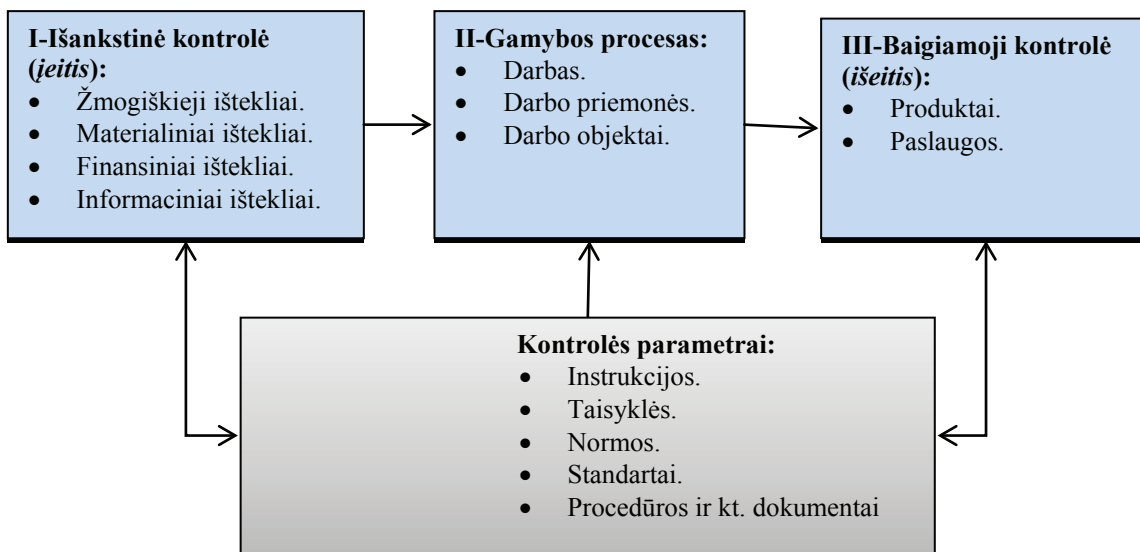 I-Išankstinė kontrolė
(įeitis):
• Žmogiškieji ištekliai.
• Materialiniai ištekliai.
• Finansiniai ištekliai.
• Informaciniai ištekliai.
II-Gamybos procesas:
• Darbas.
• Darbo priemonės.
• Darbo objektai.
III-Baigiamoji kontrolė
(išeitis):
• Produktai.
• Paslaugos.
Kontrolės parametrai:
• Instrukcijos.
• Taisyklės.
• Normos.
• Standartai.
• Procedūros ir kt. dokumentai